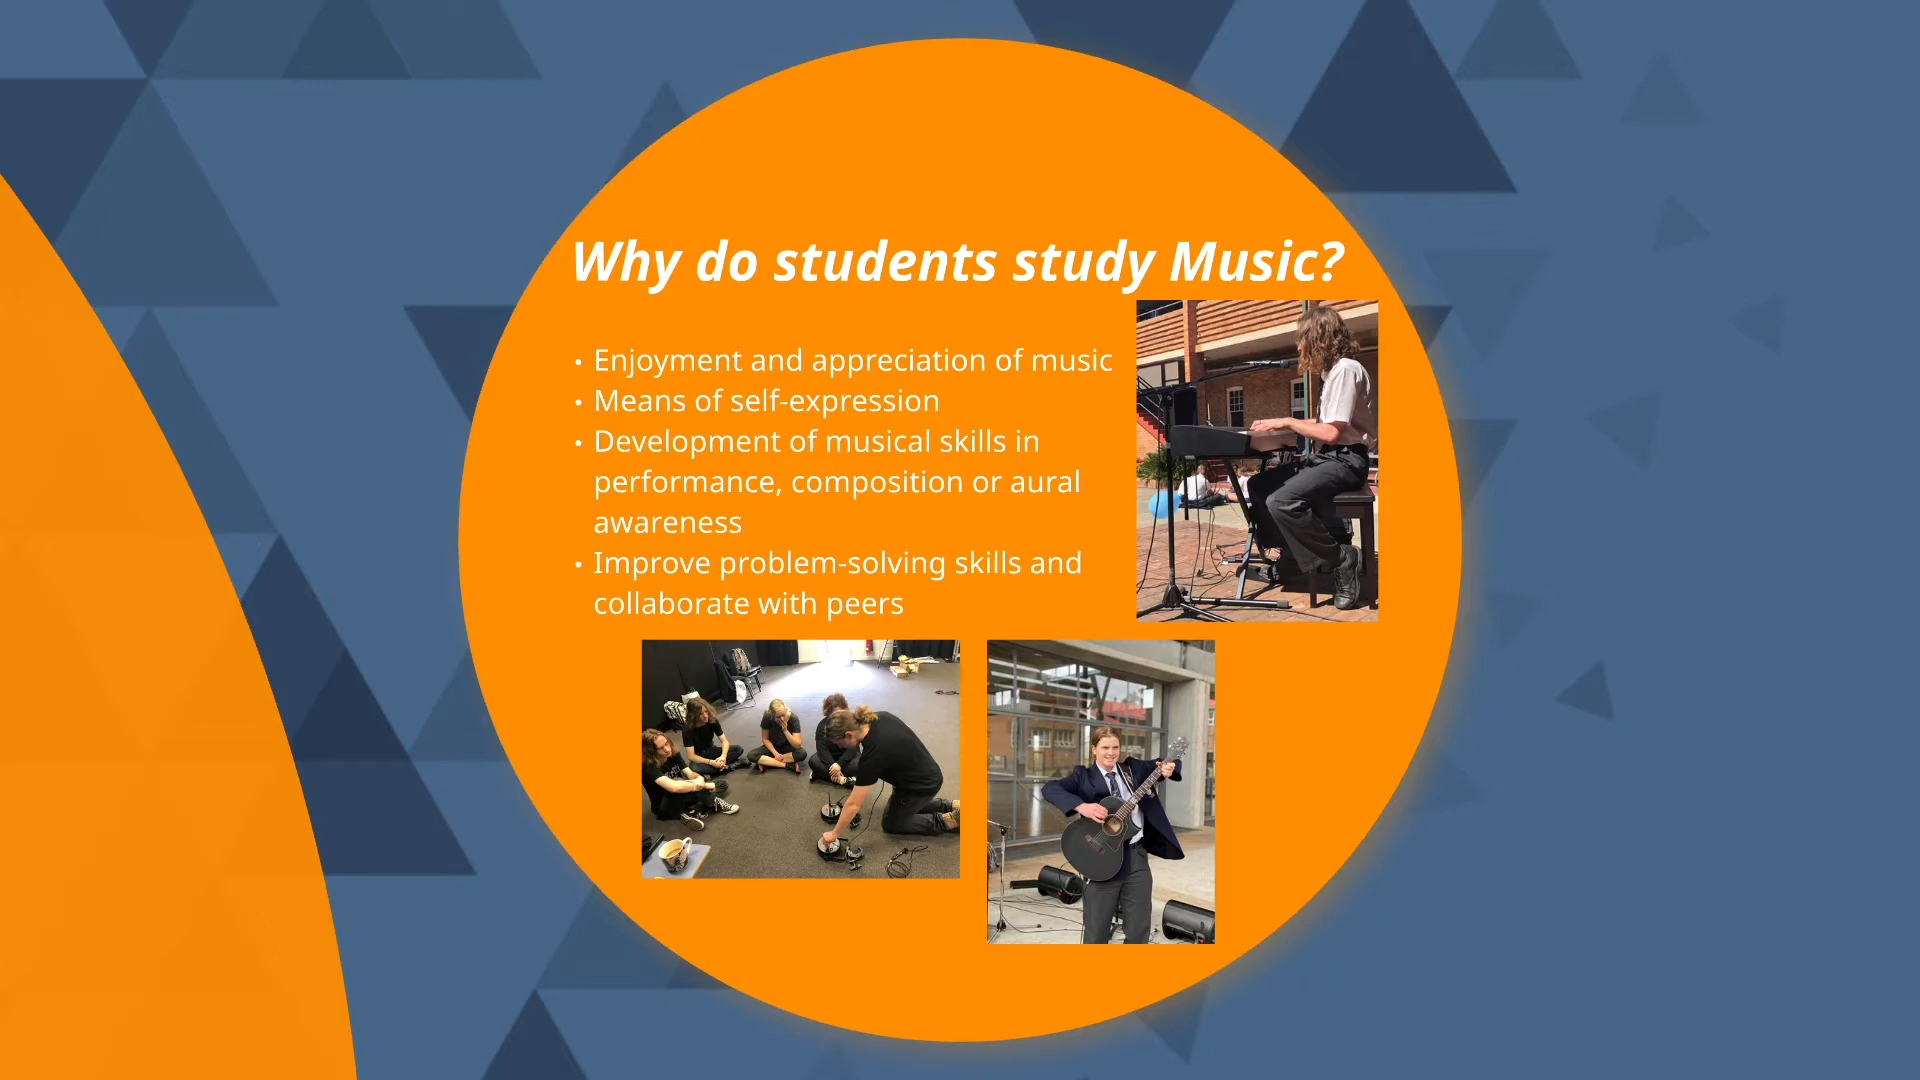 Why do students study Music?
• Enjoyment and appreciation of music
• Means of self-expression
• Development of musical skills in
performance, composition or aural
awareness
• Improve problem-solving skills and
collaborate with peers